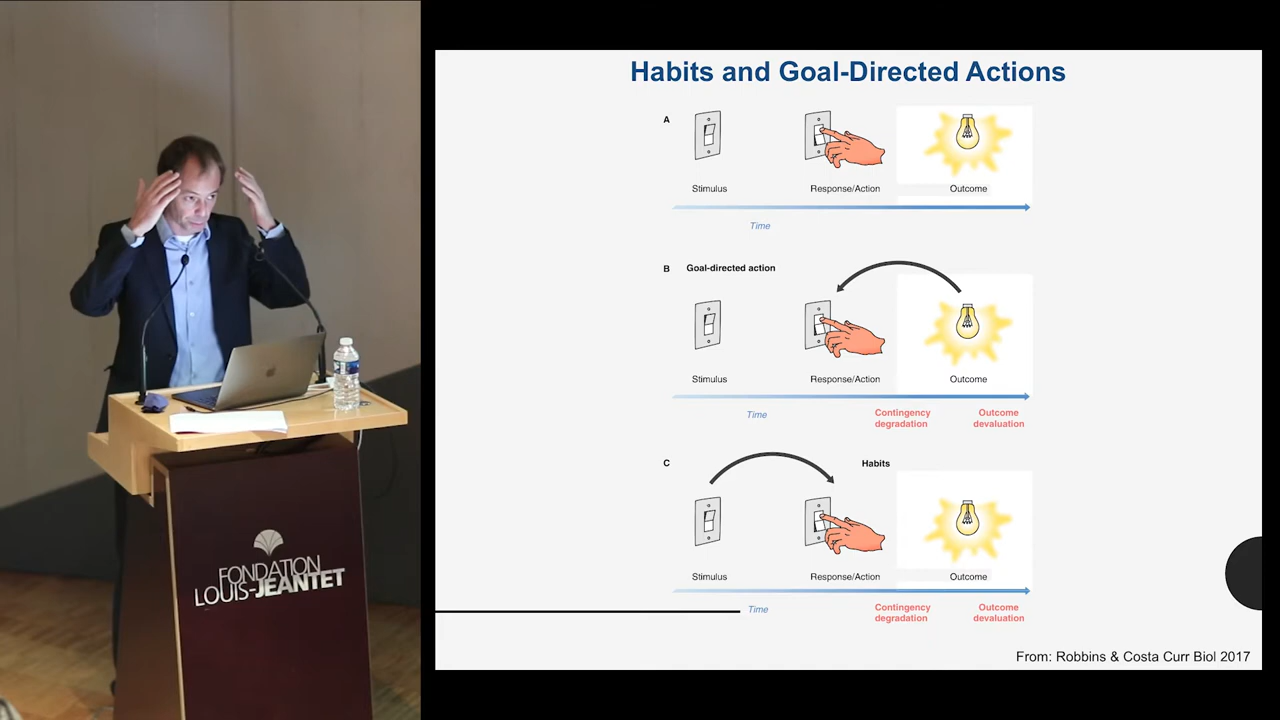 Habits and Goal-Directed Actions
A
Stimulus
Response/Action
Outcome
Time
B
Goal-directed action
Stimulus
Response/Action
Outcome
Time
Contingency
degradation
Outcome
devaluation
C
Habits
Stimulus
Response/Action
Outcome
Time
Contingency
degradation
Outcome
devaluation
From: Robbins & Costa Curr Biol 2017
FONDATION
LOUIS-JEANTET